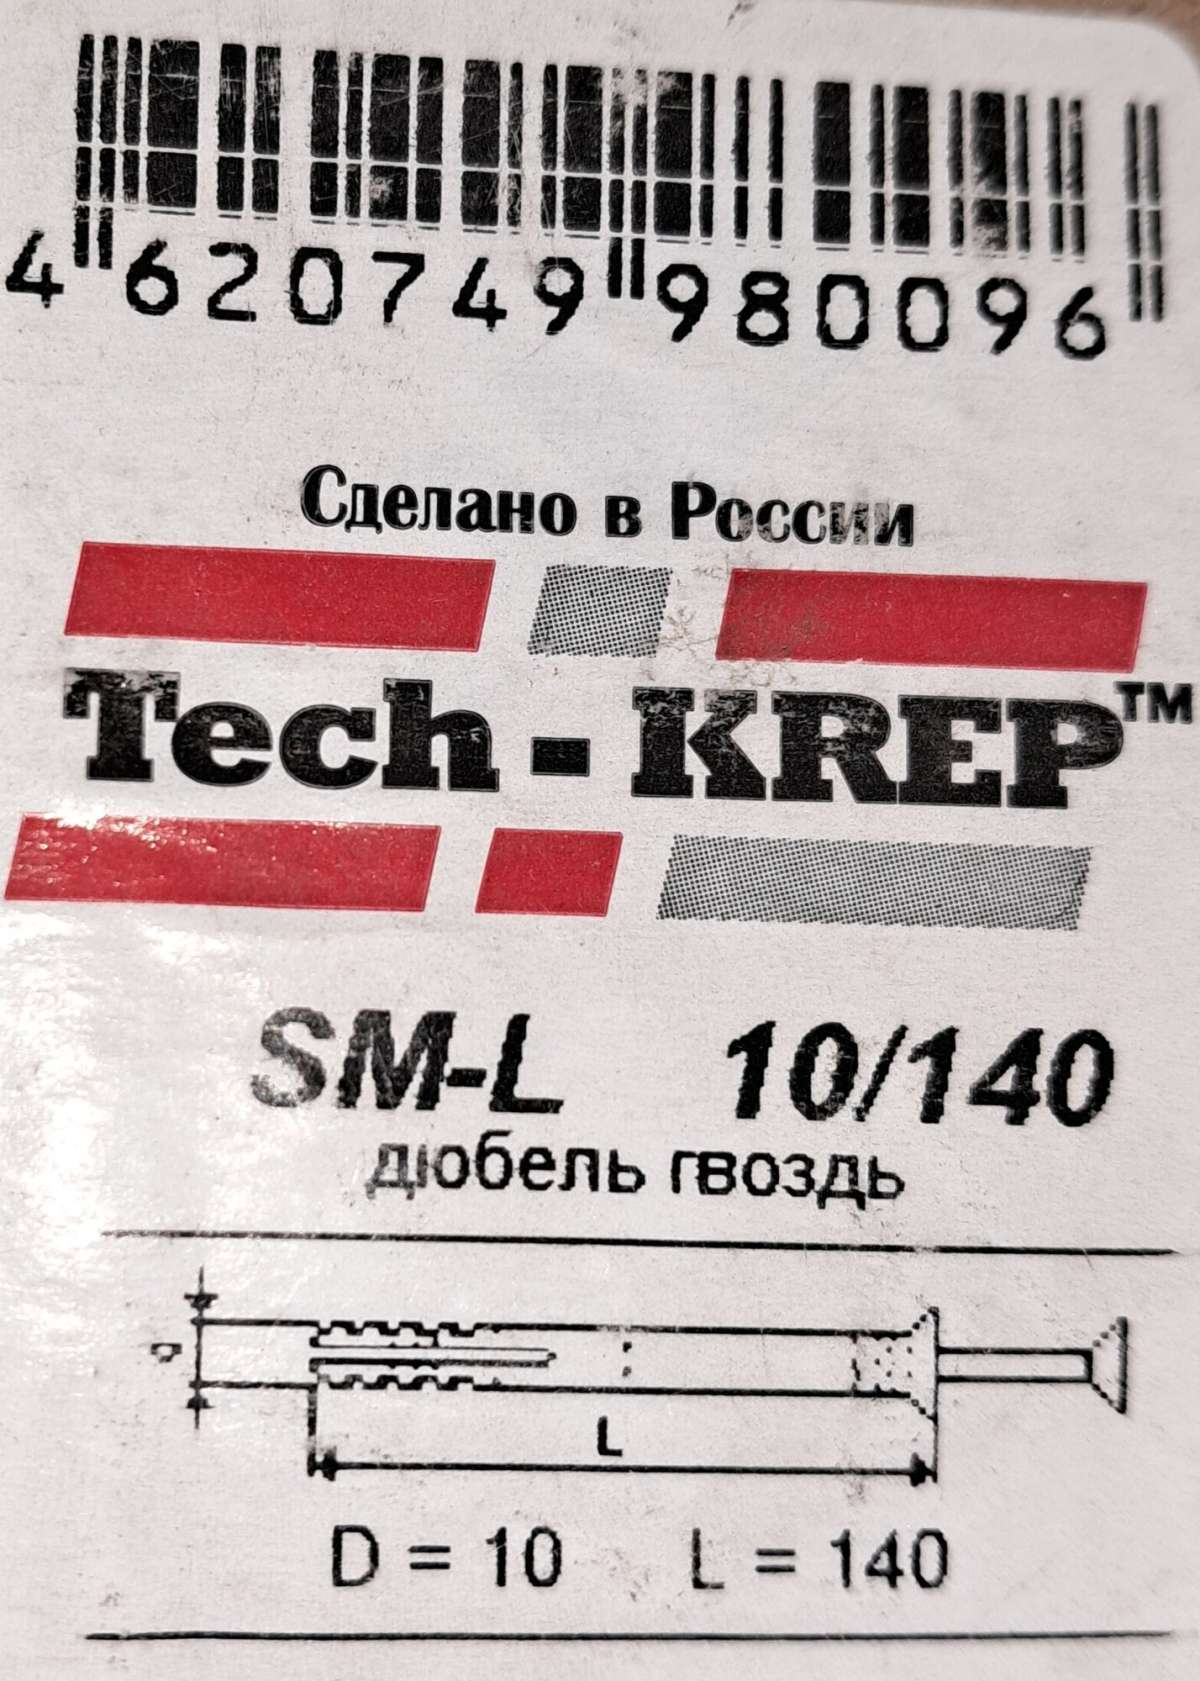 4 620749 980096
Сделано в России
Tech-KREP™
SM-L 10/140
дюбель гвоздь
d
L
D = 10 L = 140